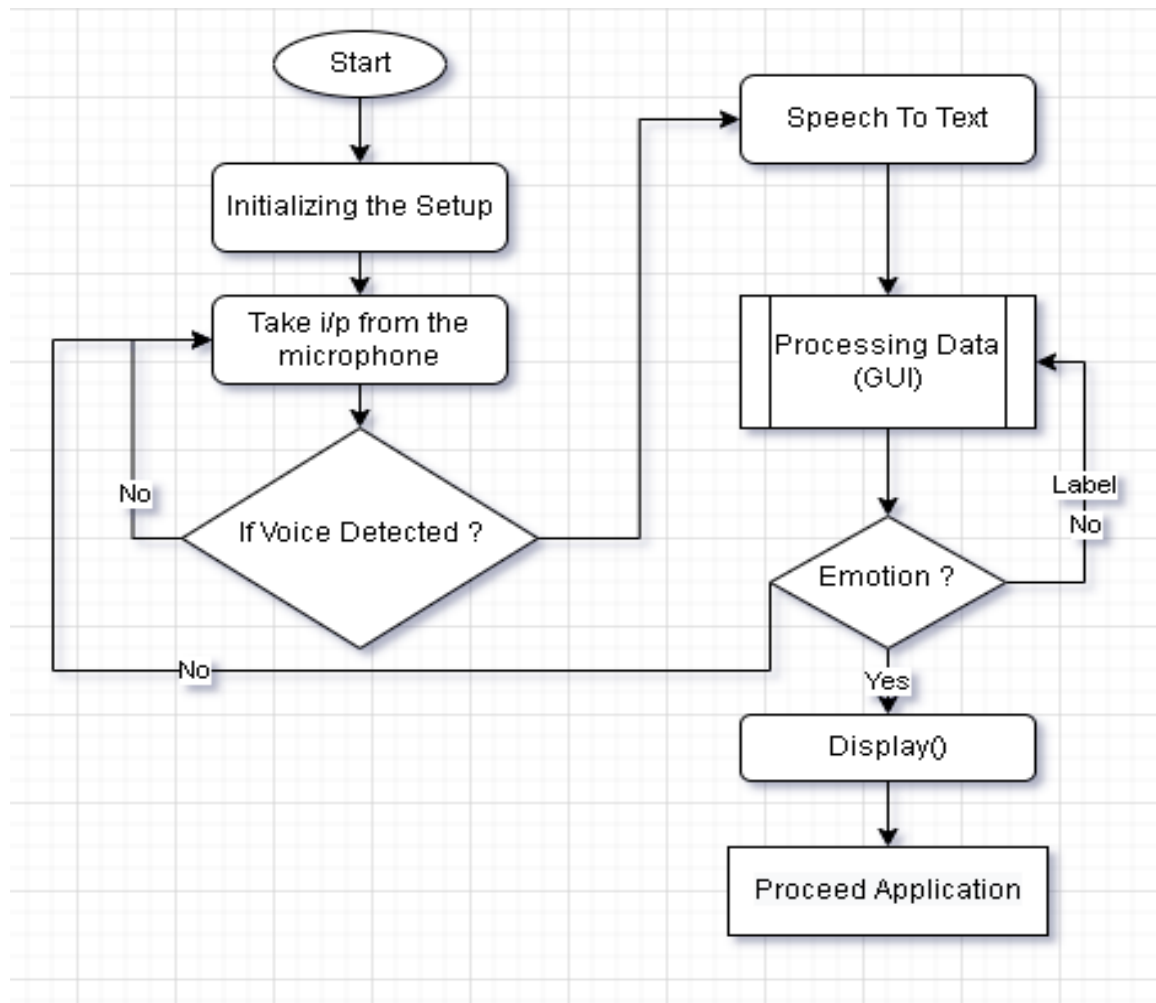 Start
Initializing the Setup
Take i/p from the
microphone
No
If Voice Detected ?
No
Speech To Text
Processing Data
(GUI)
Label
No
Emotion ?
Yes
Display()
Proceed Application